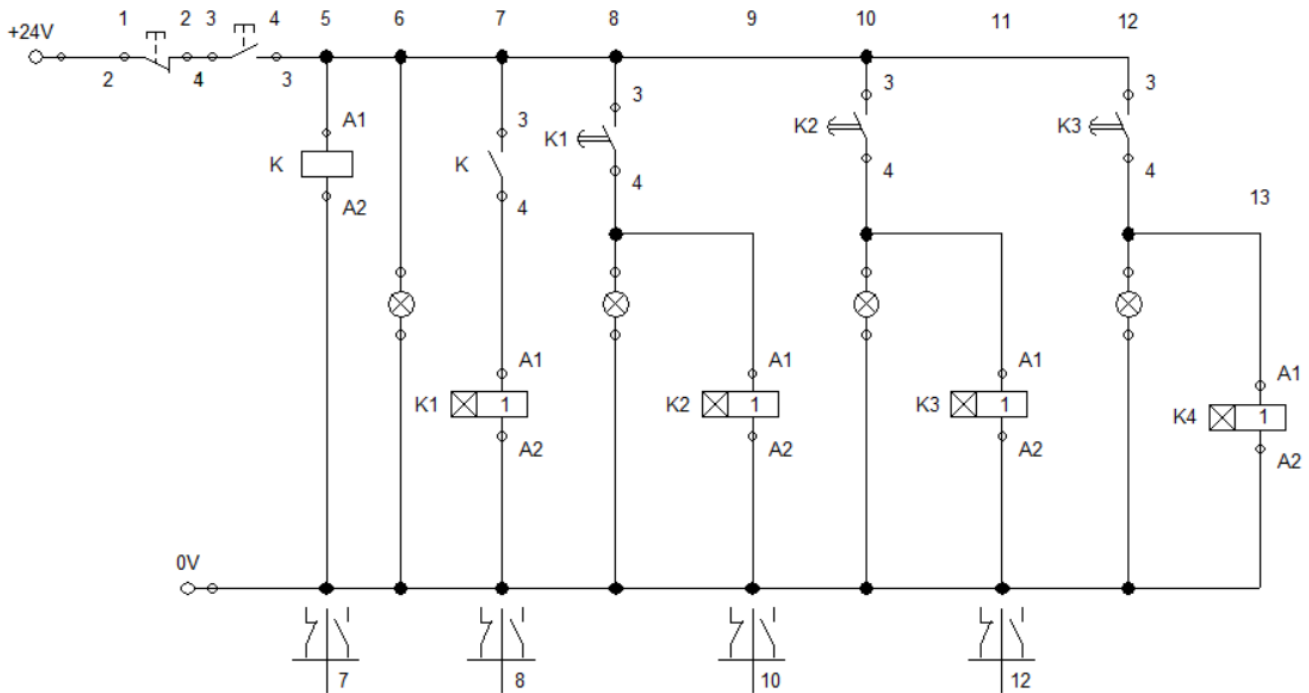 1 2 3 4 5 6 7 8 9 10 11 12
+24V
2 4 3
3 3 3
A1 3
K1 K2 K3
K K
4 4 4
A2 4
13
A1 A1 A1 A1
K1 1 K2 1 K3 1 K4 1
A2 A2 A2 A2
0V
7 8 10 12